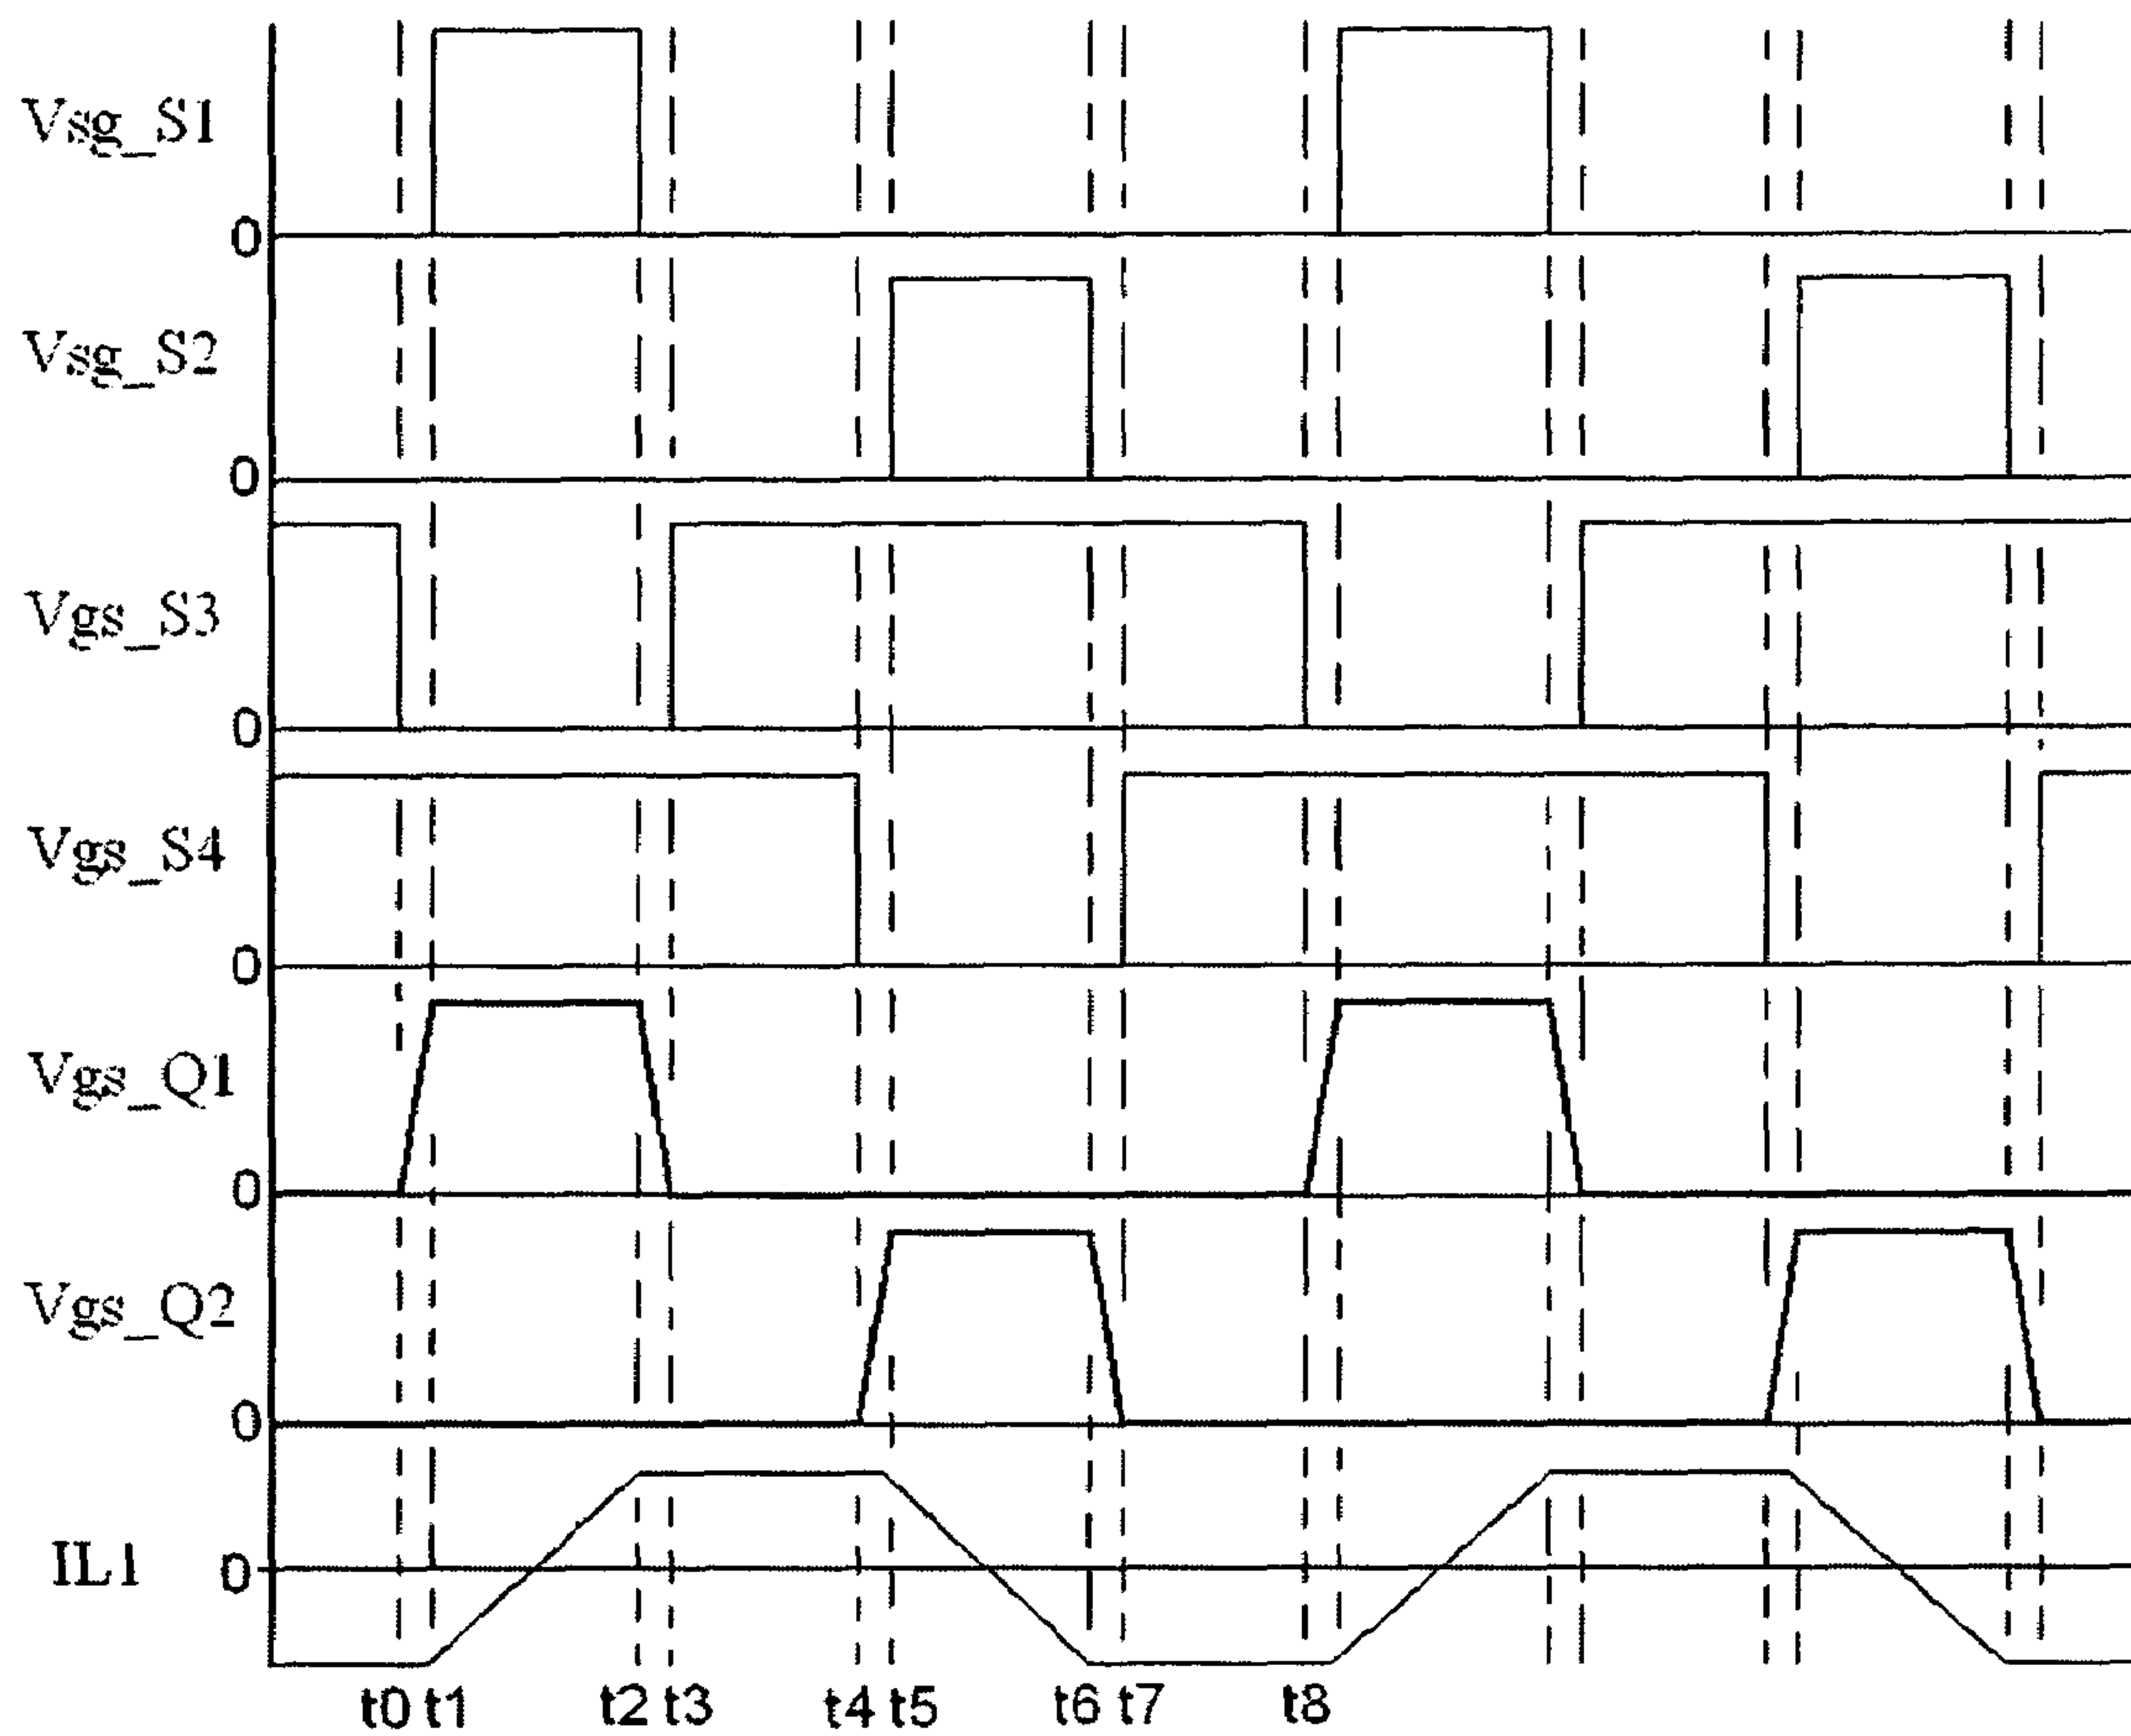 Vsg_S1
0
Vsg_S2
0
Vgs_S3
0
Vgs_S4
0
Vgs_Q1
0
Vgs_Q2
0
IL1
0
t0 t1 t2 t3 t4 t5 t6 t7 t8